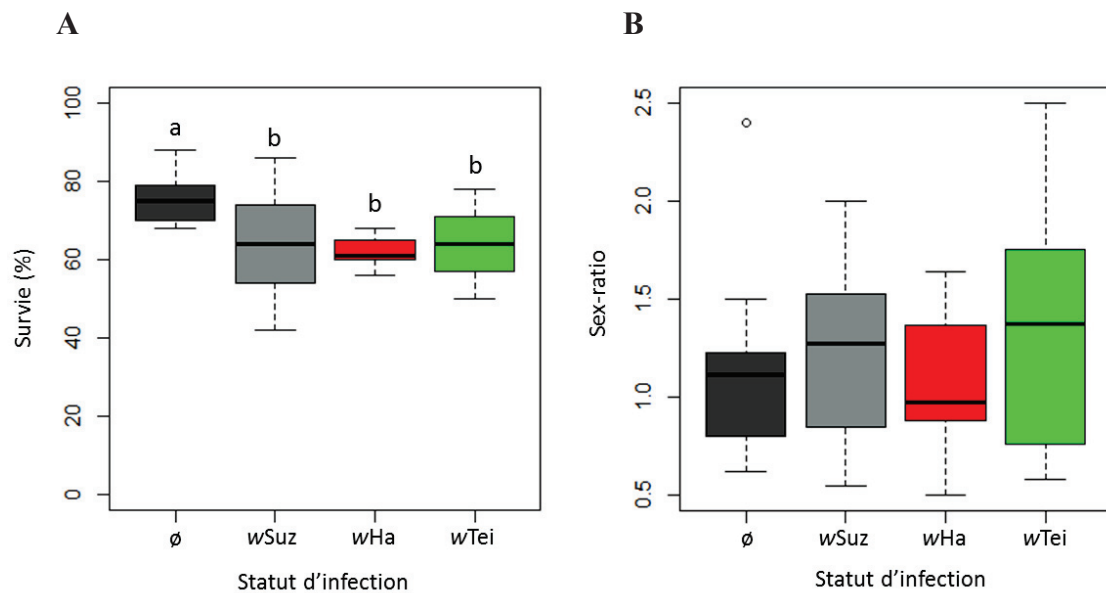 A
B
100
80
60
40
20
0
Survie (%)
a
b
b
b
ø
wSuz
wHa
wTei
Statut d’infection
2.5
2.0
1.5
1.0
0.5
Sex-ratio
ø
wSuz
wHa
wTei
Statut d’infection